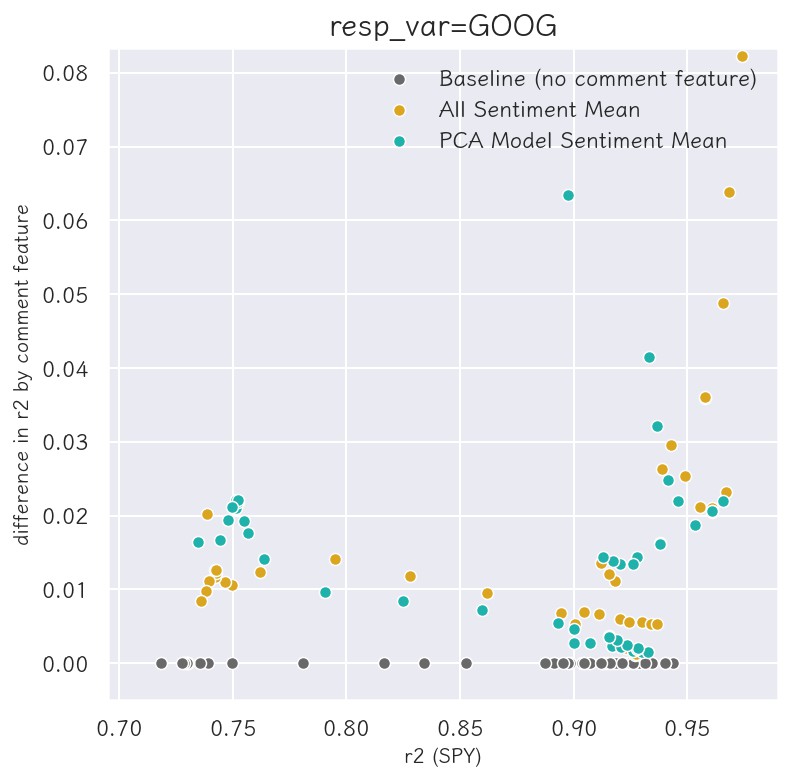 resp_var=GOOG
Baseline (no comment feature)
All Sentiment Mean
PCA Model Sentiment Mean
difference in r2 by comment feature
0.08
0.07
0.06
0.05
0.04
0.03
0.02
0.01
0.00
0.70 0.75 0.80 0.85 0.90 0.95
r2 (SPY)